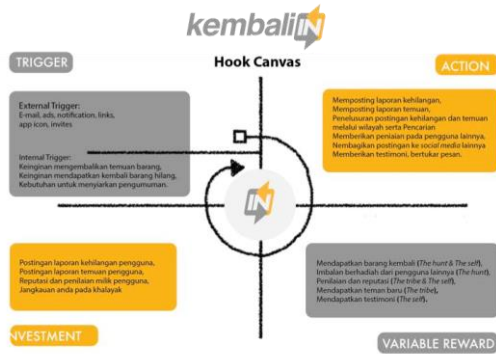 kembaliIN
TRIGGER
Hook Canvas
ACTION
External Trigger:
E-mail, ads, notification, links,
app icon, invites
Internal Trigger:
Keinginan mengembalikan temuan barang,
Keinginan mendapatkan kembali barang hilang,
Kebutuhan untuk menyiarkan pengumuman.
Memposting laporan kehilangan,
Memposting laporan temuan,
Penelusuran postingan kehilangan dan temuan
melalui wilayah serta Pencarian
Memberikan peniaian pada pengguna lainnya,
Nembagikan postingan ke social media lainnya
Memberikan testimoni, bertukar pesan.
IN
Postingan laporan kehilangan pengguna,
Postingan laporan temuan pengguna,
Reputasi dan penilaian milik pengguna,
Jangkauan anda pada khalayak
Mendapatkan barang kembali (The hunt & The self),
Imbalan berhadiah dari pengguna lainnya (The hunt),
Penilaian dan reputasi (The tribe & The self),
Mendapatkan teman baru (The tribe),
Mendapatkan testimoni (The self).
NVESTMENT
VARIABLE REWARD